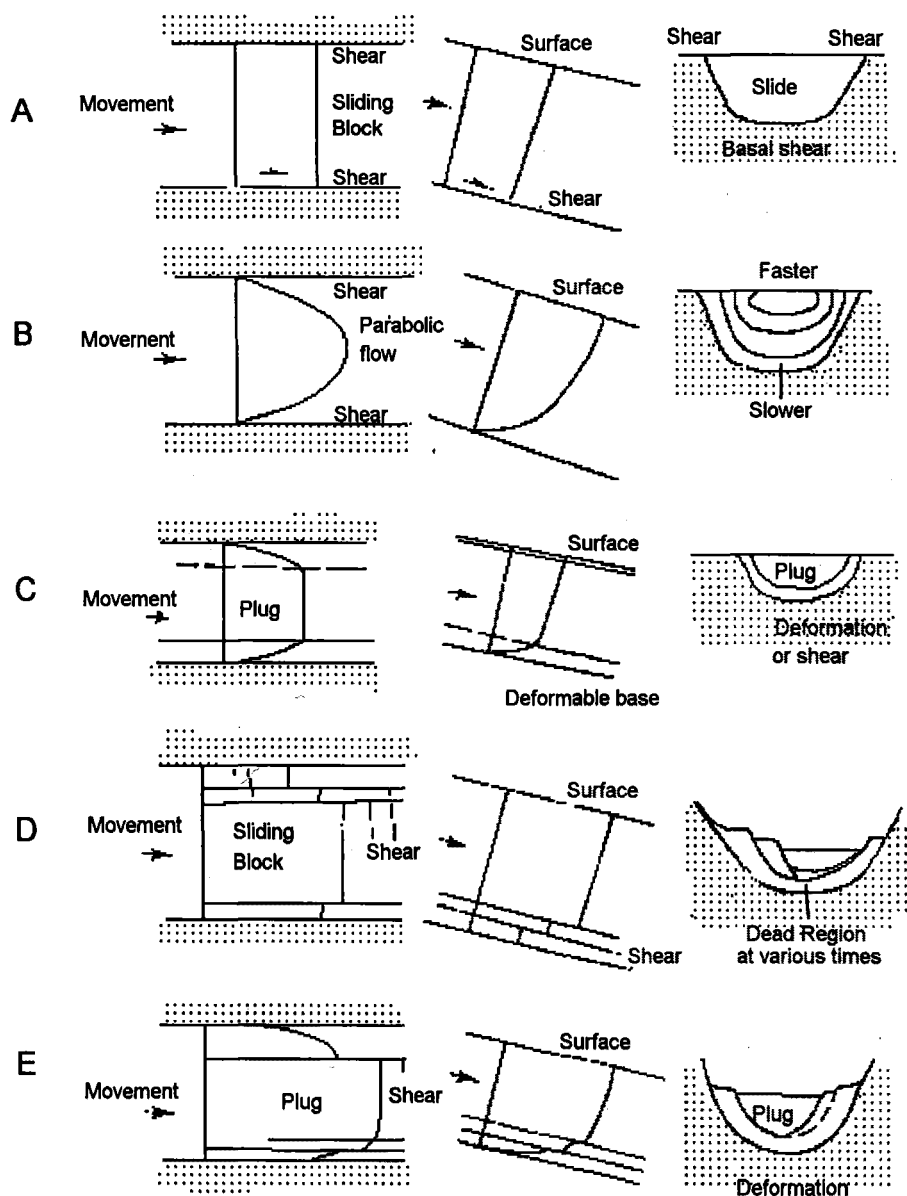 A
Movement
Shear
Sliding
Block
Shear
Surface
Shear
Shear
Shear
Slide
Basal shear
B
Movement
Shear
Parabolic
flow
Shear
Surface
Faster
Slower
C
Movement
Plug
Surface
Deformable base
Plug
Deformation
or shear
D
Movement
Sliding
Block
Shear
Surface
Shear
Dead Region
at various times
E
Movement
Plug
Shear
Surface
Plug
Deformation